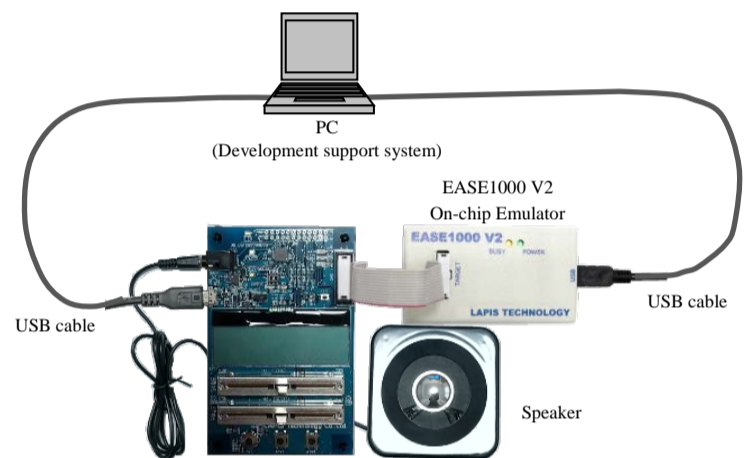 PC
(Development support system)
EASE1000 V2
On-chip Emulator
EASE1000 V2
BUSY
POWER
TARGET
USB
LAPIS TECHNOLOGY
USB cable
USB cable
Speaker